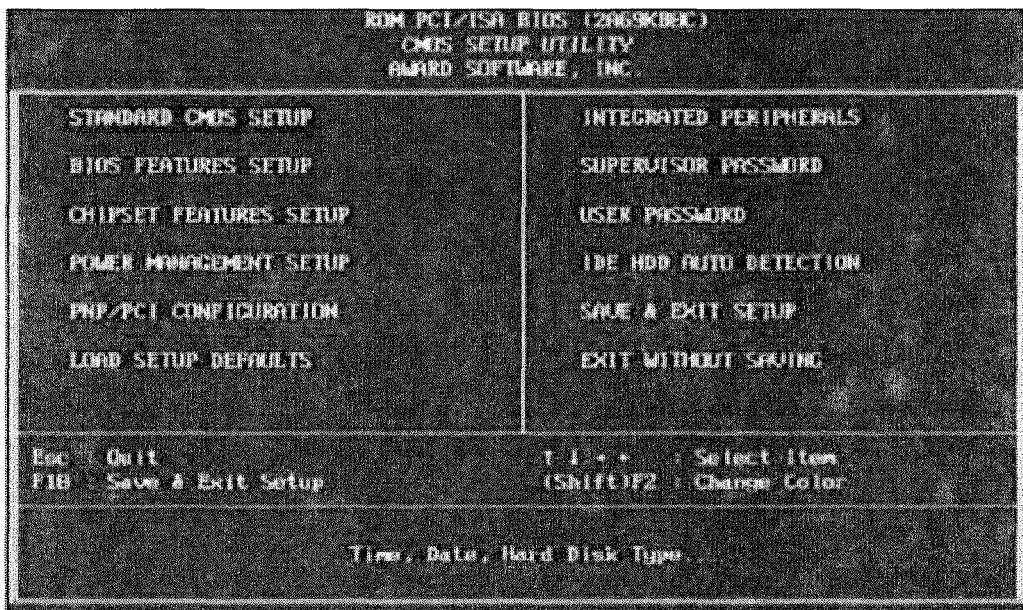 ROM PCI/ISA BIOS (2A69KBHC)
CMOS SETUP UTILITY
AWARD SOFTWARE, INC.
STANDARD CMOS SETUP
BIOS FEATURES SETUP
CHIPSET FEATURES SETUP
POWER MANAGEMENT SETUP
PNP/PCI CONFIGURATION
LOAD SETUP DEFAULTS
INTEGRATED PERIPHERALS
SUPERVISOR PASSWORD
USER PASSWORD
IDE HDD AUTO DETECTION
SAVE & EXIT SETUP
EXIT WITHOUT SAVING
Esc : Quit
F10 : Save & Exit Setup
↑ ↓ → ← : Select Item
(Shift)F2 : Change Color
Time, Date, Hard Disk Type...